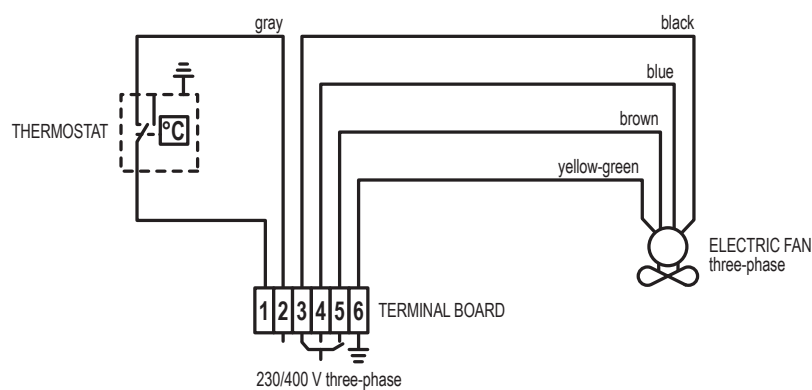 gray
black
blue
THERMOSTAT
°C
brown
yellow-green
ELECTRIC FAN
three-phase
1 2 3 4 5 6
TERMINAL BOARD
230/400 V three-phase